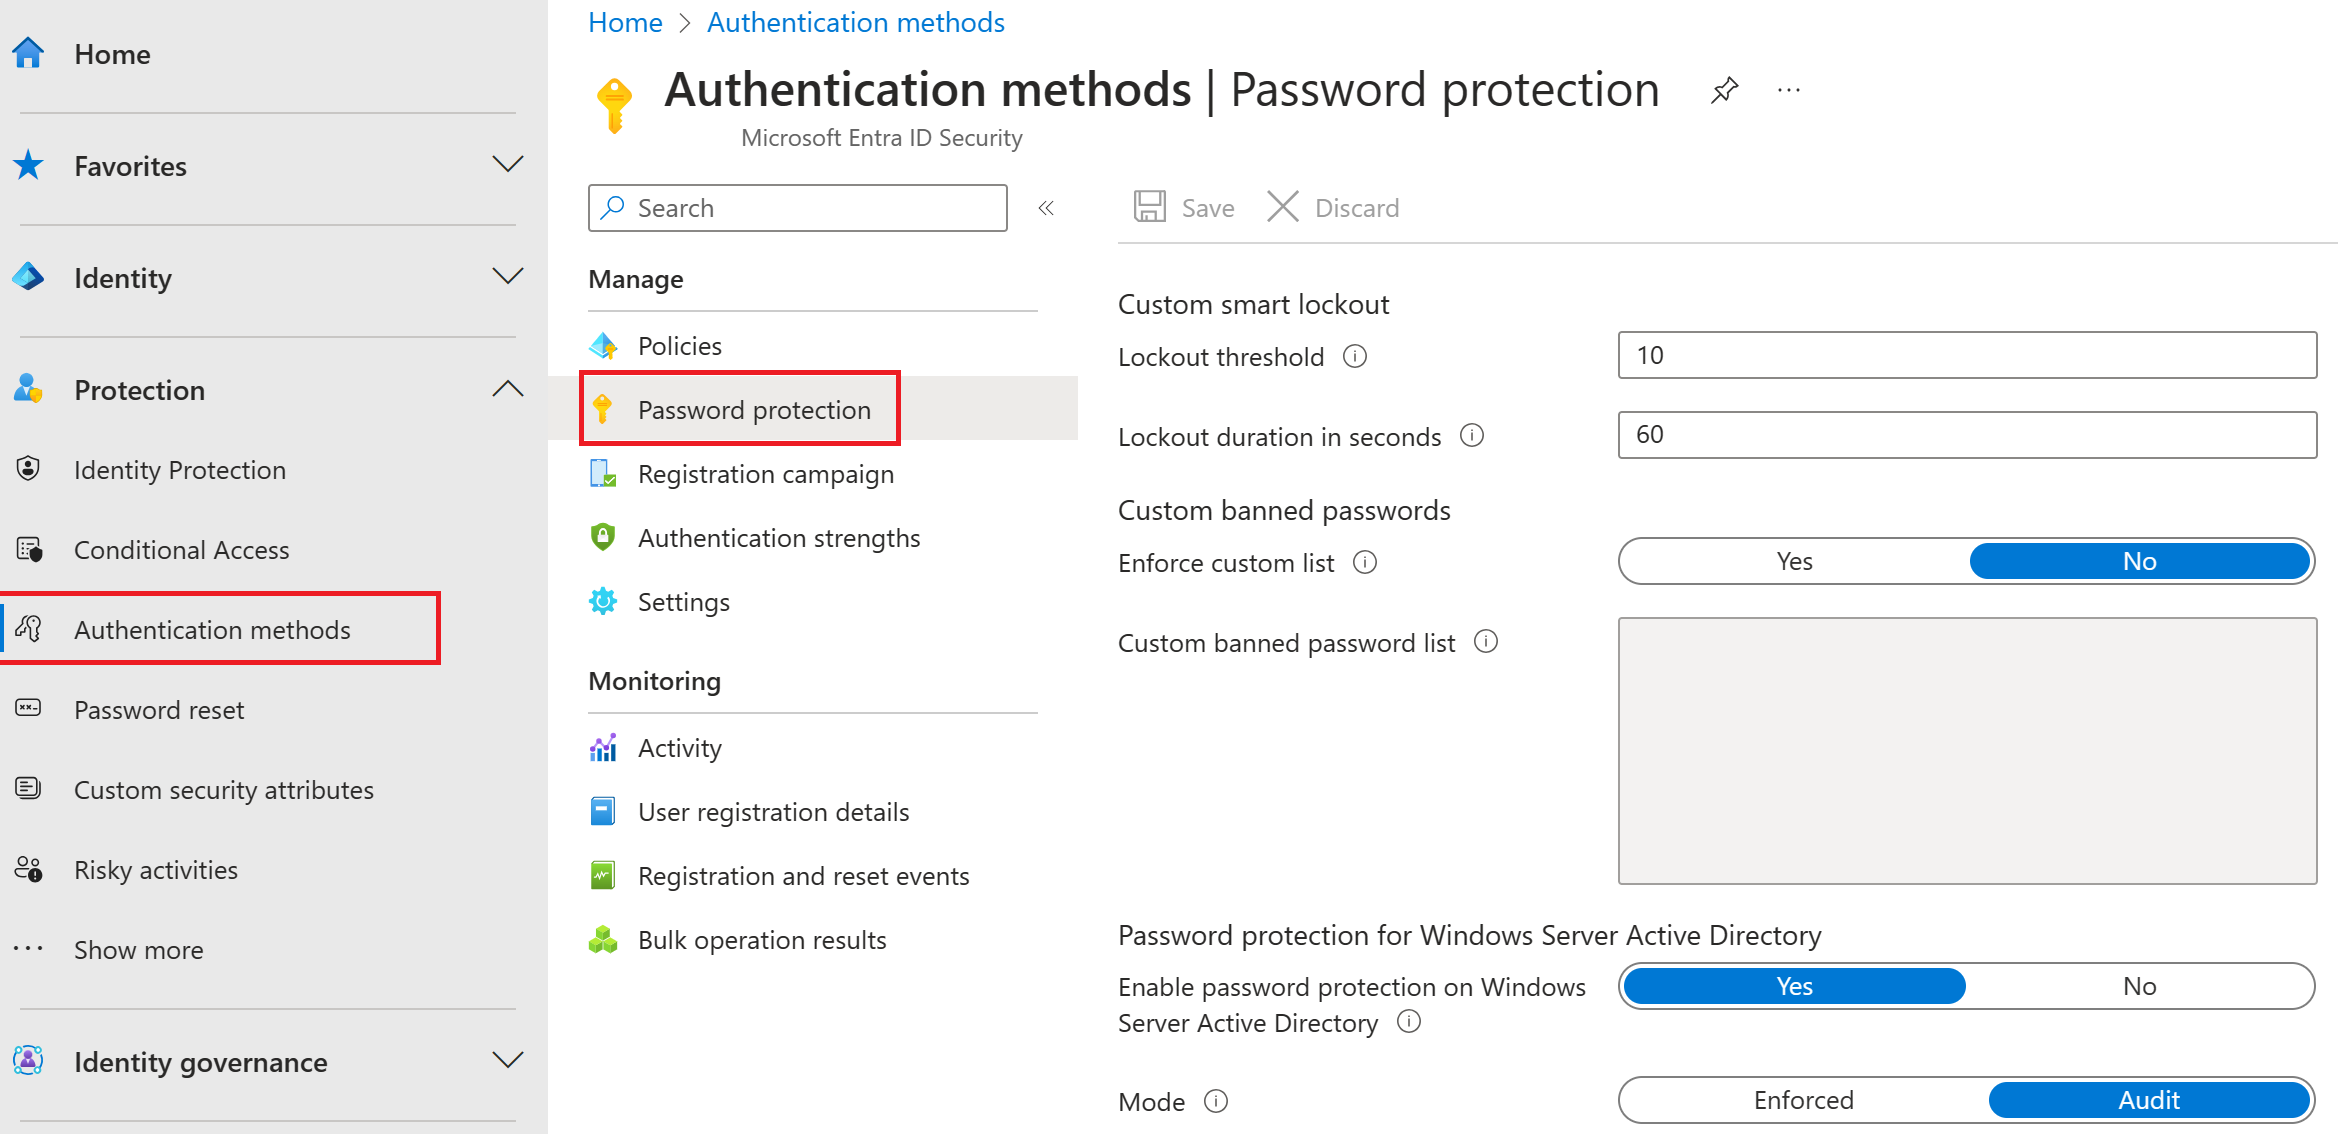 Home
Favorites
Identity
Protection
Identity Protection
Conditional Access
Authentication methods
Password reset
Custom security attributes
Risky activities
Show more
Identity governance
Home > Authentication methods
Authentication methods | Password protection
Microsoft Entra ID Security
Search
Manage
Policies
Password protection
Registration campaign
Authentication strengths
Settings
Monitoring
Activity
User registration details
Registration and reset events
Bulk operation results
Save Discard
Custom smart lockout
Lockout threshold 10
Lockout duration in seconds 60
Custom banned passwords
Enforce custom list Yes No
Custom banned password list
Password protection for Windows Server Active Directory
Enable password protection on Windows Yes No
Server Active Directory
Mode Enforced Audit